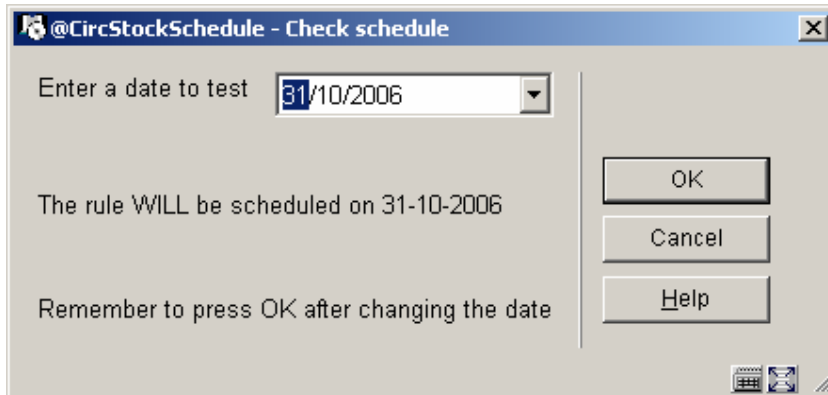 @CircStockSchedule - Check schedule
Enter a date to test 31/10/2006
OK
The rule WILL be scheduled on 31-10-2006
Cancel
Help
Remember to press OK after changing the date